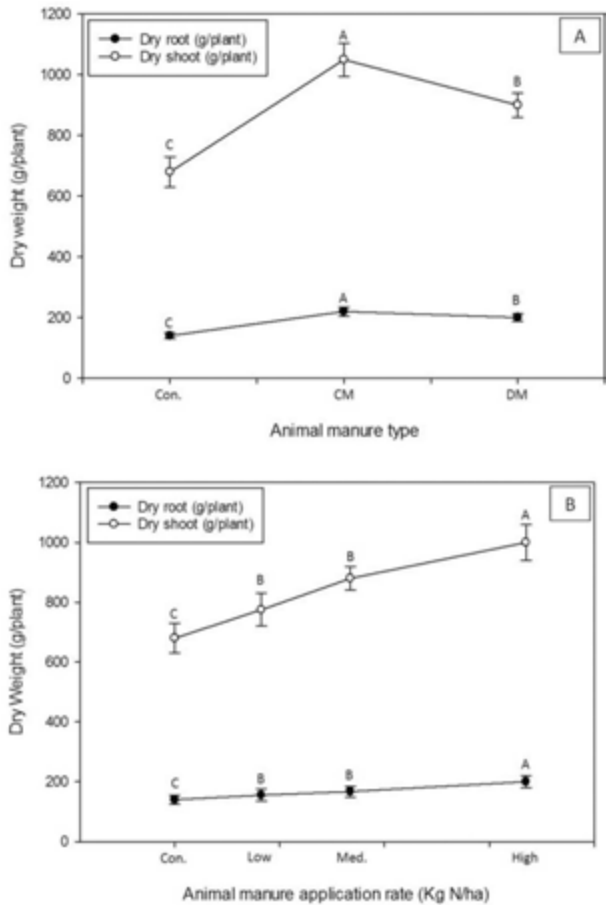 1200
1000
800
600
400
200
0
Dry weight (g/plant)
Dry root (g/plant)
Dry shoot (g/plant)
A
C
A
B
C
A
B
Con.
CM
DM
Animal manure type
1200
1000
800
600
400
200
0
Dry Weight (g/plant)
Dry root (g/plant)
Dry shoot (g/plant)
B
C
B
B
A
C
B
B
A
Con.
Low
Med.
High
Animal manure application rate (Kg N/ha)